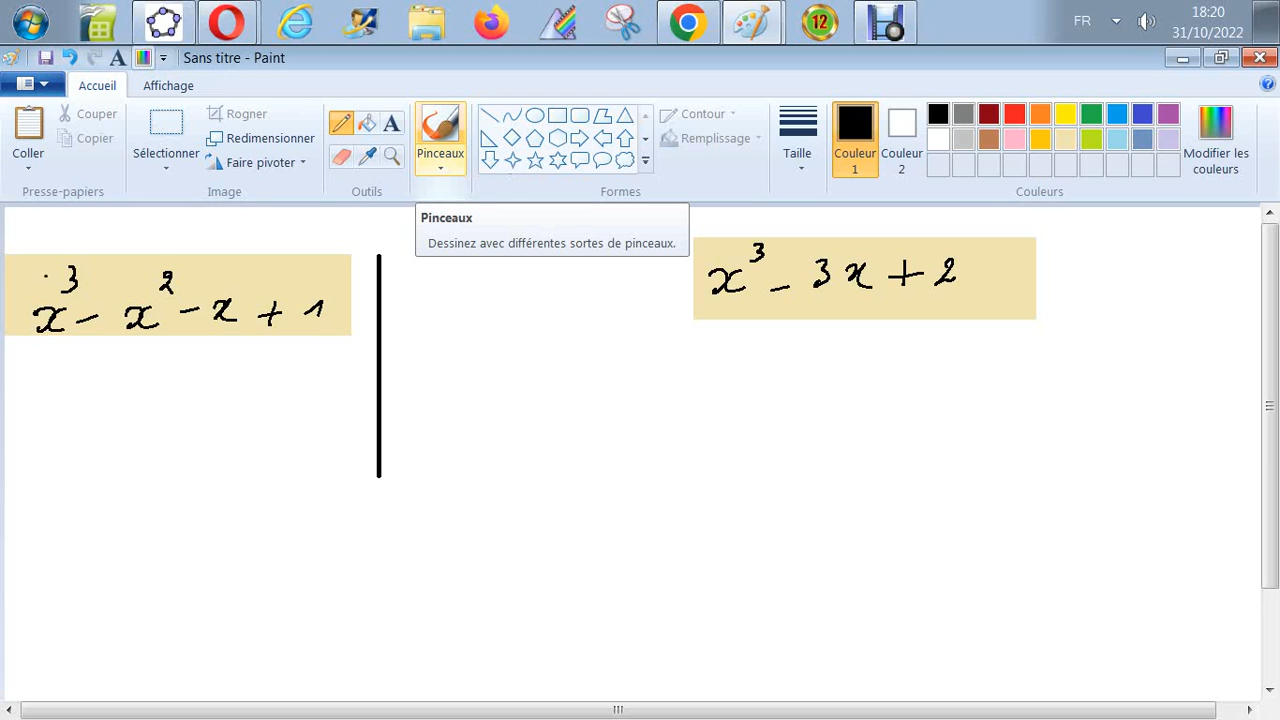 FR
18:20
31/10/2022
12
Sans titre - Paint
Accueil
Affichage
Coller
Couper
Copier
Presse-papiers
Sélectionner
Rogner
Redimensionner
Faire pivoter
Image
Outils
Pinceaux
Contour
Remplissage
Formes
Taille
Couleur 1
Couleur 2
Modifier les couleurs
Couleurs
Pinceaux
Dessinez avec différentes sortes de pinceaux.
x³ - x² - x + 1
x³ - 3x + 2